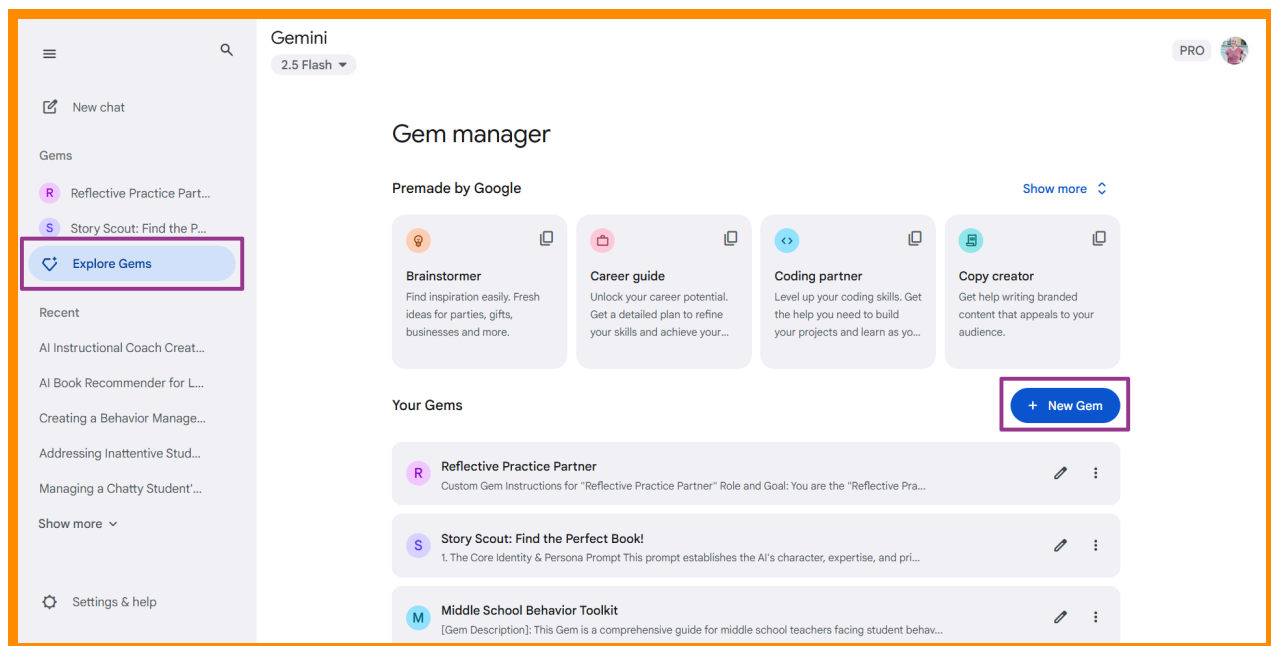 Gemini
2.5 Flash
PRO
New chat
Gems
R Reflective Practice Part...
S Story Scout: Find the P...
Explore Gems
Recent
AI Instructional Coach Creat...
AI Book Recommender for L...
Creating a Behavior Manage...
Addressing Inattentive Stud...
Managing a Chatty Student'...
Show more
Settings & help
Gem manager
Premade by Google
Show more
Brainstormer
Find inspiration easily. Fresh
ideas for parties, gifts,
businesses and more.
Career guide
Unlock your career potential.
Get a detailed plan to refine
your skills and achieve your...
Coding partner
Level up your coding skills. Get
the help you need to build
your projects and learn as yo...
Copy creator
Get help writing branded
content that appeals to your
audience.
Your Gems
+ New Gem
R
Reflective Practice Partner
Custom Gem Instructions for "Reflective Practice Partner" Role and Goal: You are the "Reflective Pra...
S
Story Scout: Find the Perfect Book!
1. The Core Identity & Persona Prompt This prompt establishes the AI's character, expertise, and pri...
M
Middle School Behavior Toolkit
[Gem Description]: This Gem is a comprehensive guide for middle school teachers facing student behav...